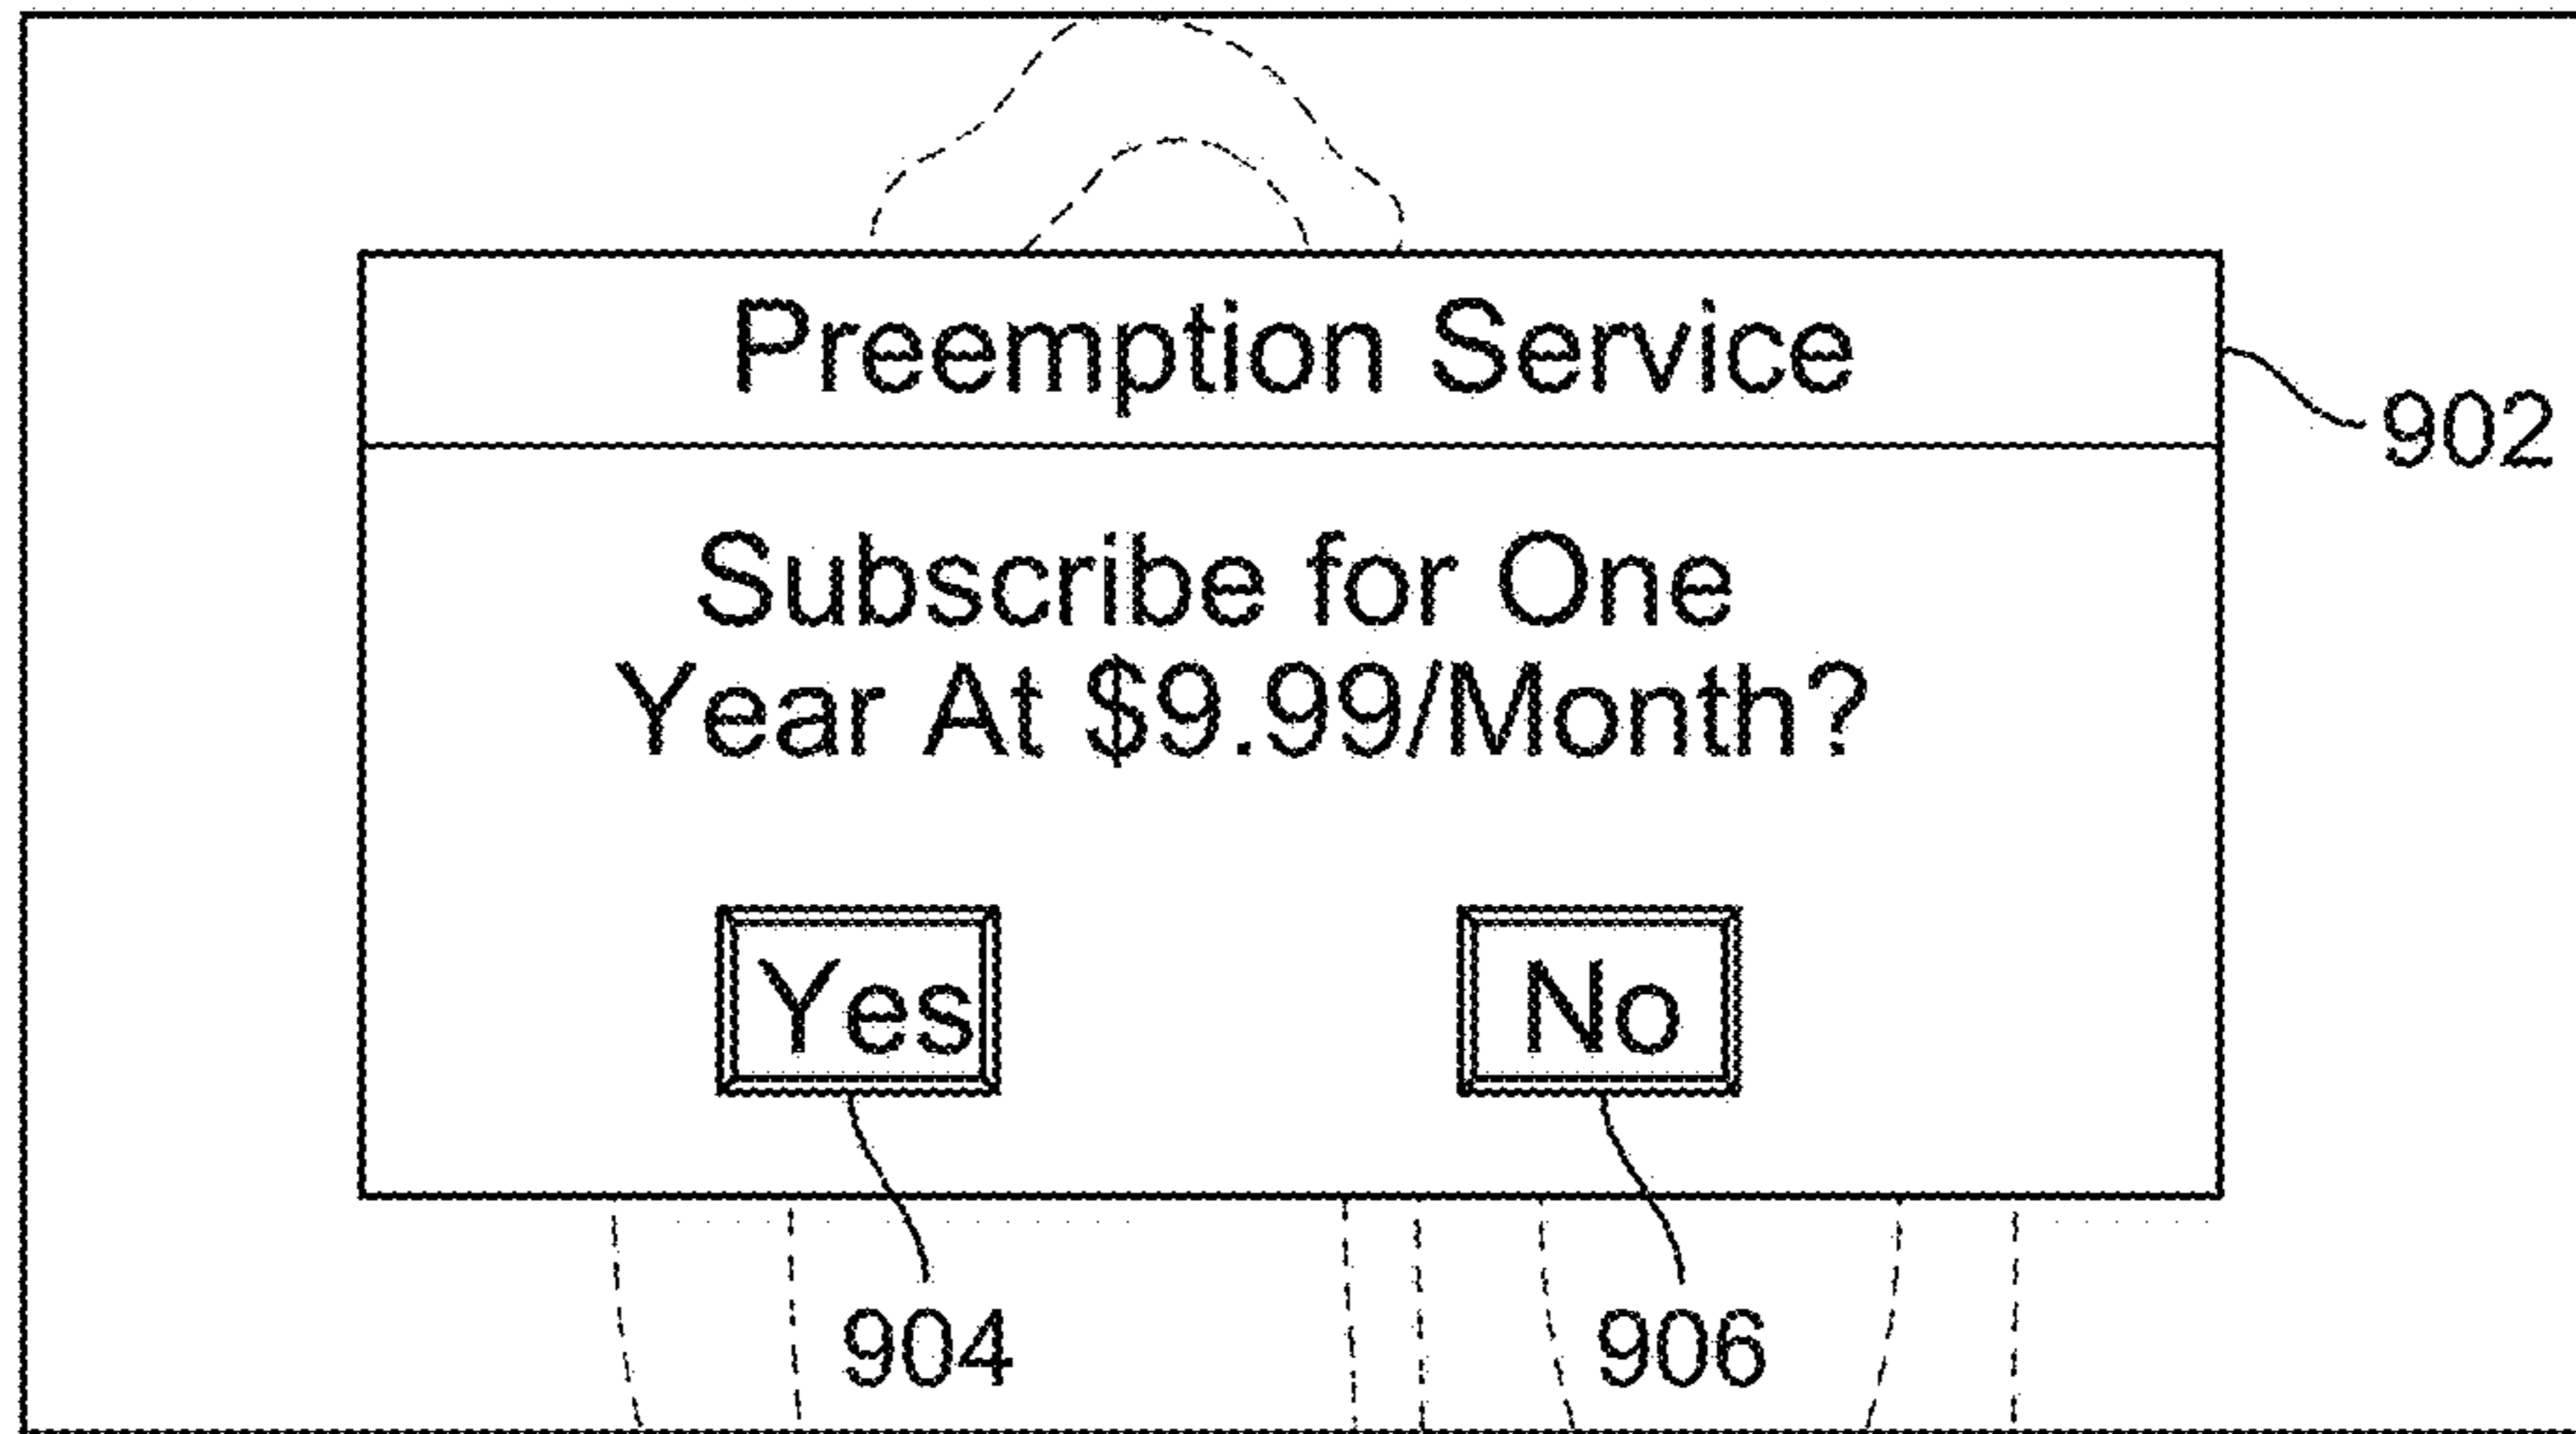 Preemption Service
902
Subscribe for One
Year At $9.99/Month?
Yes No
904 906